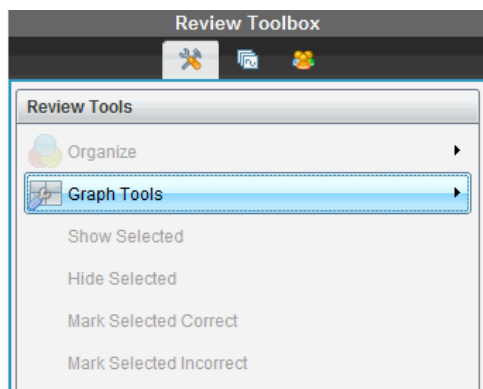 Review Toolbox
Review Tools
Organize
Graph Tools
Show Selected
Hide Selected
Mark Selected Correct
Mark Selected Incorrect